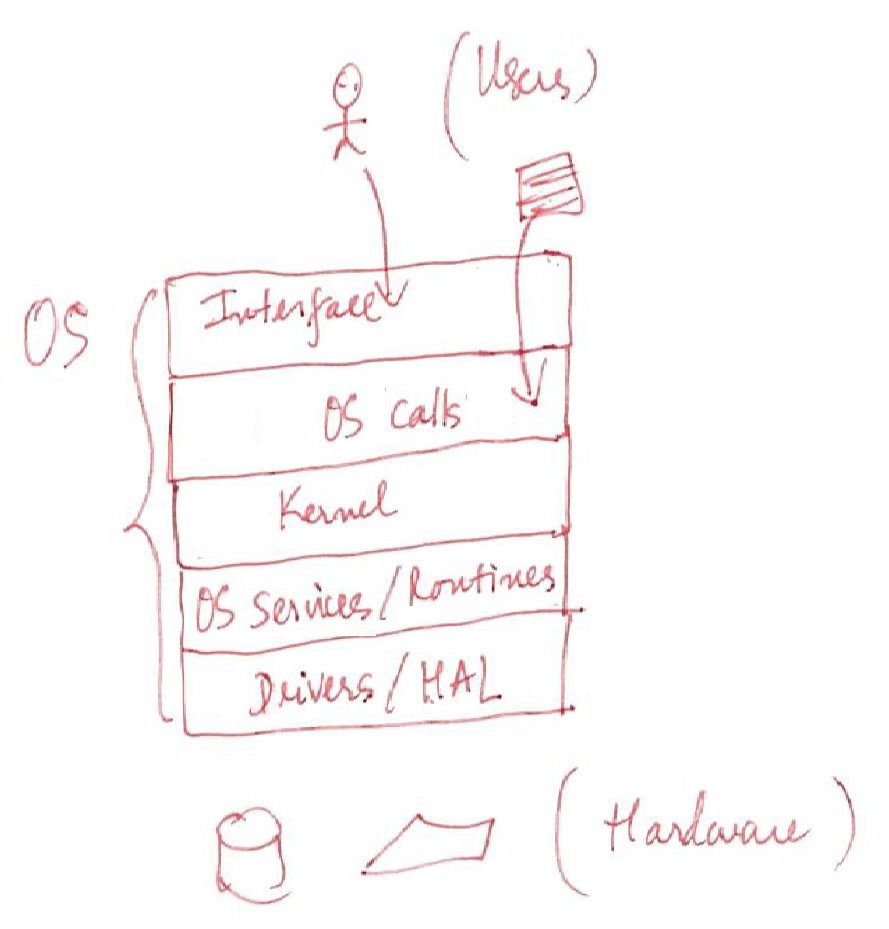 (Users)
Interface
OS
OS calls
Kernel
OS Services/Routines
Drivers/HAL
(Hardware)